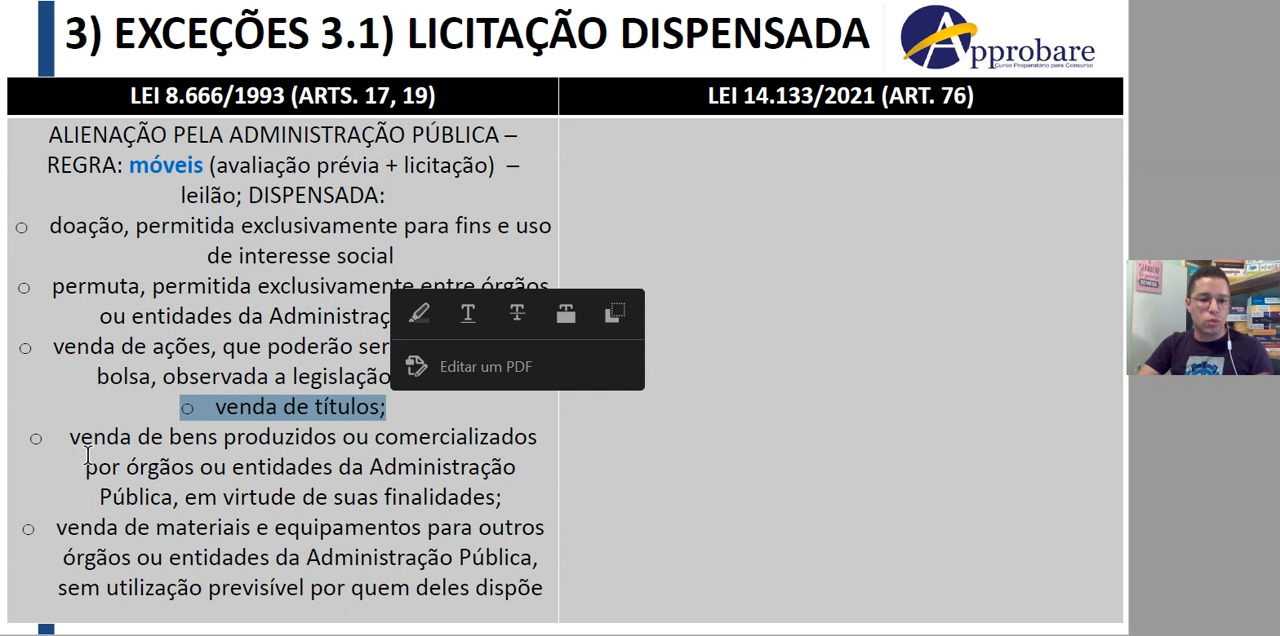 3) EXCEÇÕES 3.1) LICITAÇÃO DISPENSADA
Approbare
Curso Preparatório para Concurso
LEI 8.666/1993 (ARTS. 17, 19)
LEI 14.133/2021 (ART. 76)
ALIENAÇÃO PELA ADMINISTRAÇÃO PÚBLICA –
REGRA: móveis (avaliação prévia + licitação) –
leilão; DISPENSADA:
○ doação, permitida exclusivamente para fins e uso
de interesse social
○ permuta, permitida exclusivamente entre órgãos
ou entidades da Administraç
○ venda de ações, que poderão ser
bolsa, observada a legislação
○ venda de títulos;
○ venda de bens produzidos ou comercializados
por órgãos ou entidades da Administração
Pública, em virtude de suas finalidades;
○ venda de materiais e equipamentos para outros
órgãos ou entidades da Administração Pública,
sem utilização previsível por quem deles dispõe
Editar um PDF